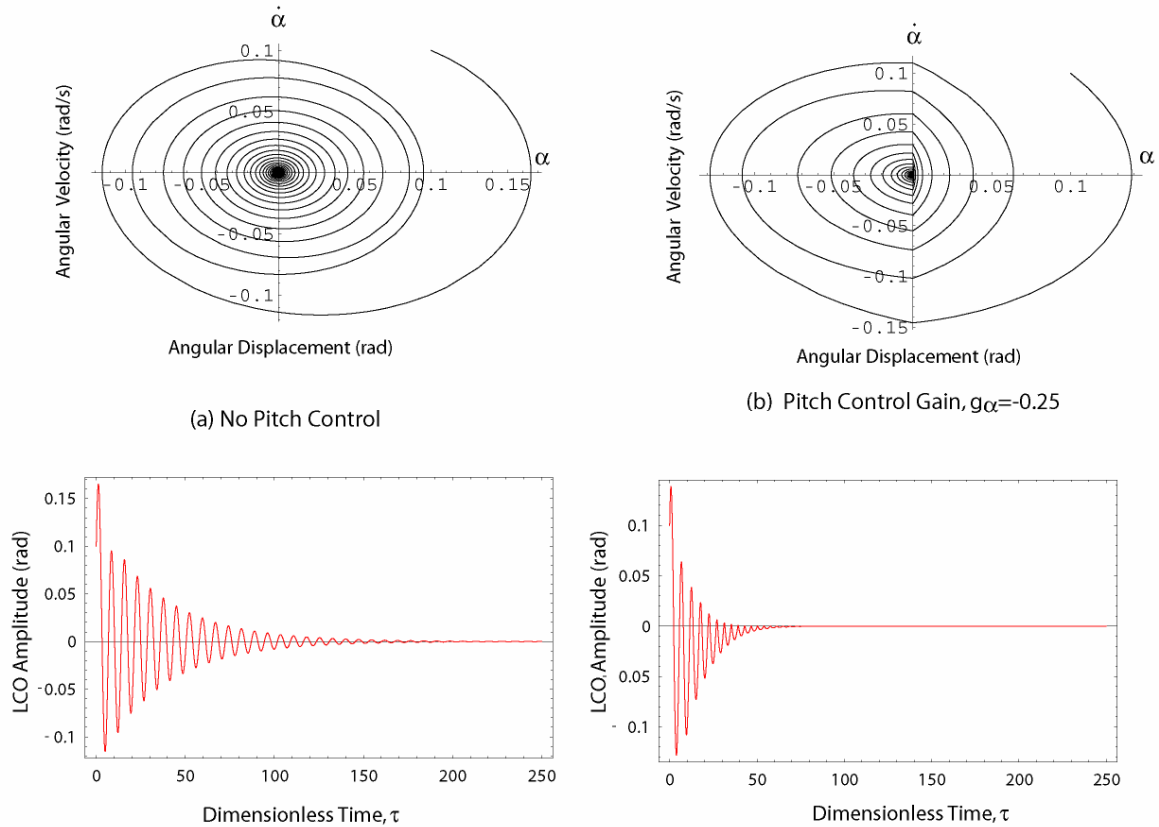 α̇
0.1
0.05
-0.1
-0.05
0.1
0.15
α
-0.05
-0.1
Angular Velocity (rad/s)
Angular Displacement (rad)
(a) No Pitch Control
α̇
0.1
0.05
-0.1
-0.05
0.05
0.1
α
-0.05
-0.1
-0.15
Angular Velocity (rad/s)
Angular Displacement (rad)
(b) Pitch Control Gain, gα=-0.25
0.15
0.1
0.05
0
-0.05
-0.1
LCO Amplitude (rad)
0 50 100 150 200 250
Dimensionless Time, τ
0.1
0.05
0
-0.05
- 0.1
LCO Amplitude (rad)
0 50 100 150 200 250
Dimensionless Time, τ